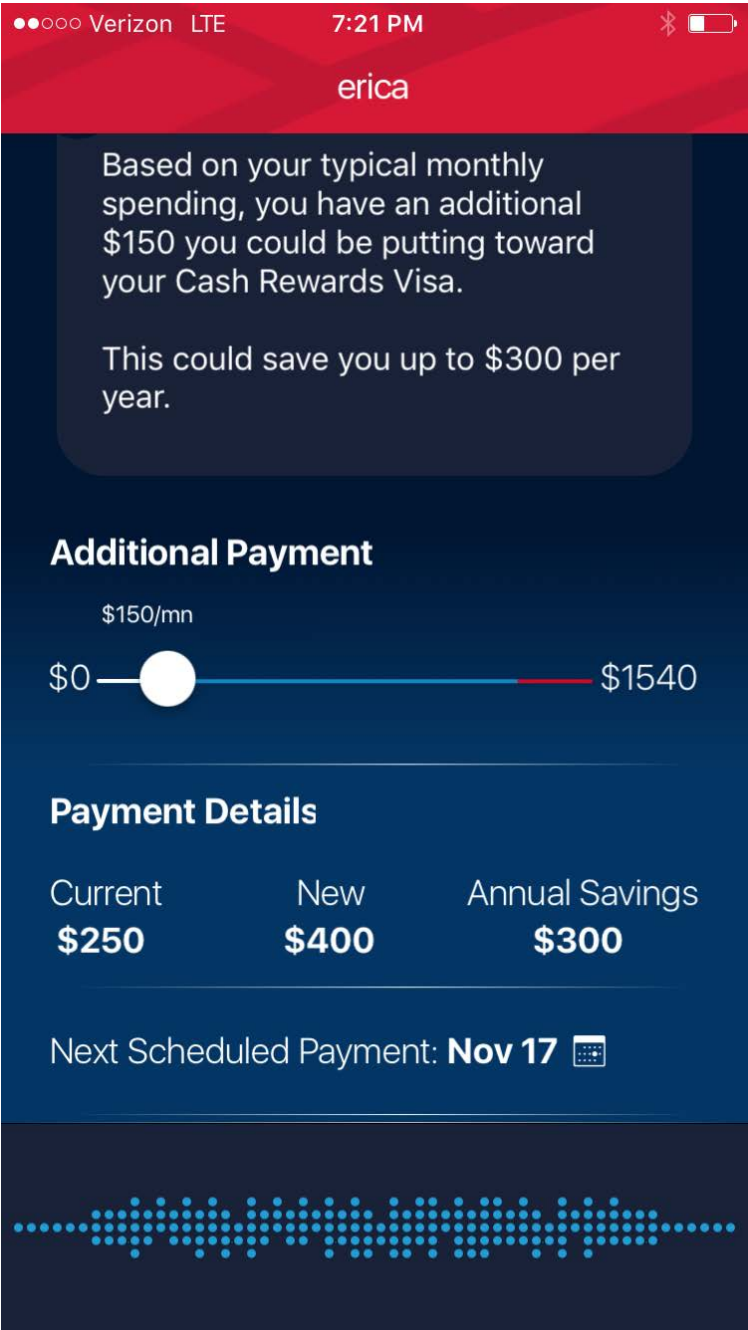 Verizon LTE 7:21 PM
erica
Based on your typical monthly
spending, you have an additional
$150 you could be putting toward
your Cash Rewards Visa.
This could save you up to $300 per
year.
Additional Payment
$150/mn
$0 $1540
Payment Details
Current New Annual Savings
$250 $400 $300
Next Scheduled Payment: Nov 17